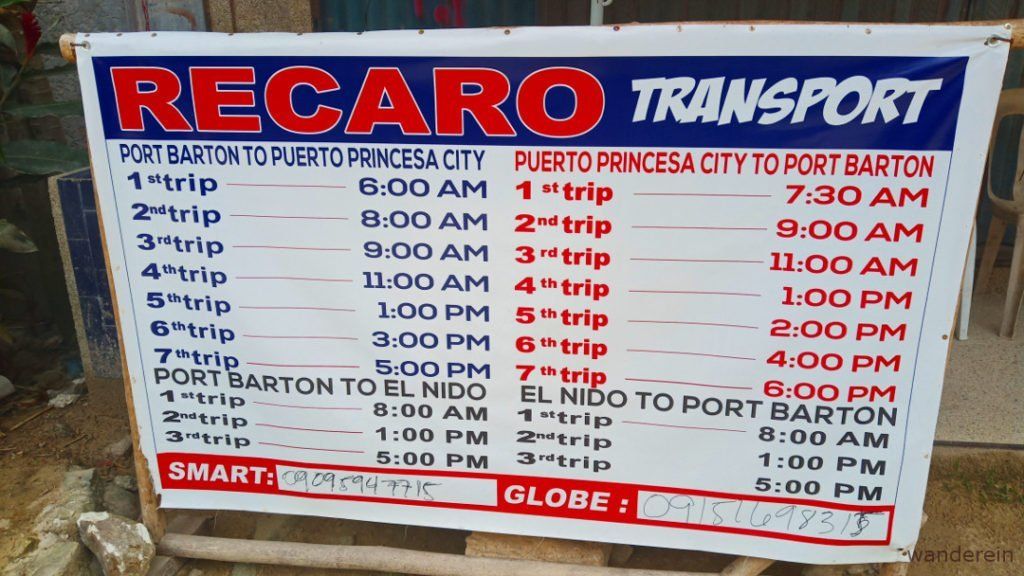 RECARO TRANSPORT
PORT BARTON TO PUERTO PRINCESA CITY
1st trip 6:00 AM
2nd trip 8:00 AM
3rd trip 9:00 AM
4th trip 11:00 AM
5th trip 1:00 PM
6th trip 3:00 PM
7th trip 5:00 PM
PORT BARTON TO EL NIDO
1st trip 8:00 AM
2nd trip 1:00 PM
3rd trip 5:00 PM
PUERTO PRINCESA CITY TO PORT BARTON
1st trip 7:30 AM
2nd trip 9:00 AM
3rd trip 11:00 AM
4th trip 1:00 PM
5th trip 2:00 PM
6th trip 4:00 PM
7th trip 6:00 PM
EL NIDO TO PORT BARTON
1st trip 8:00 AM
2nd trip 1:00 PM
3rd trip 5:00 PM
SMART: 09095947715
GLOBE :
wanderein